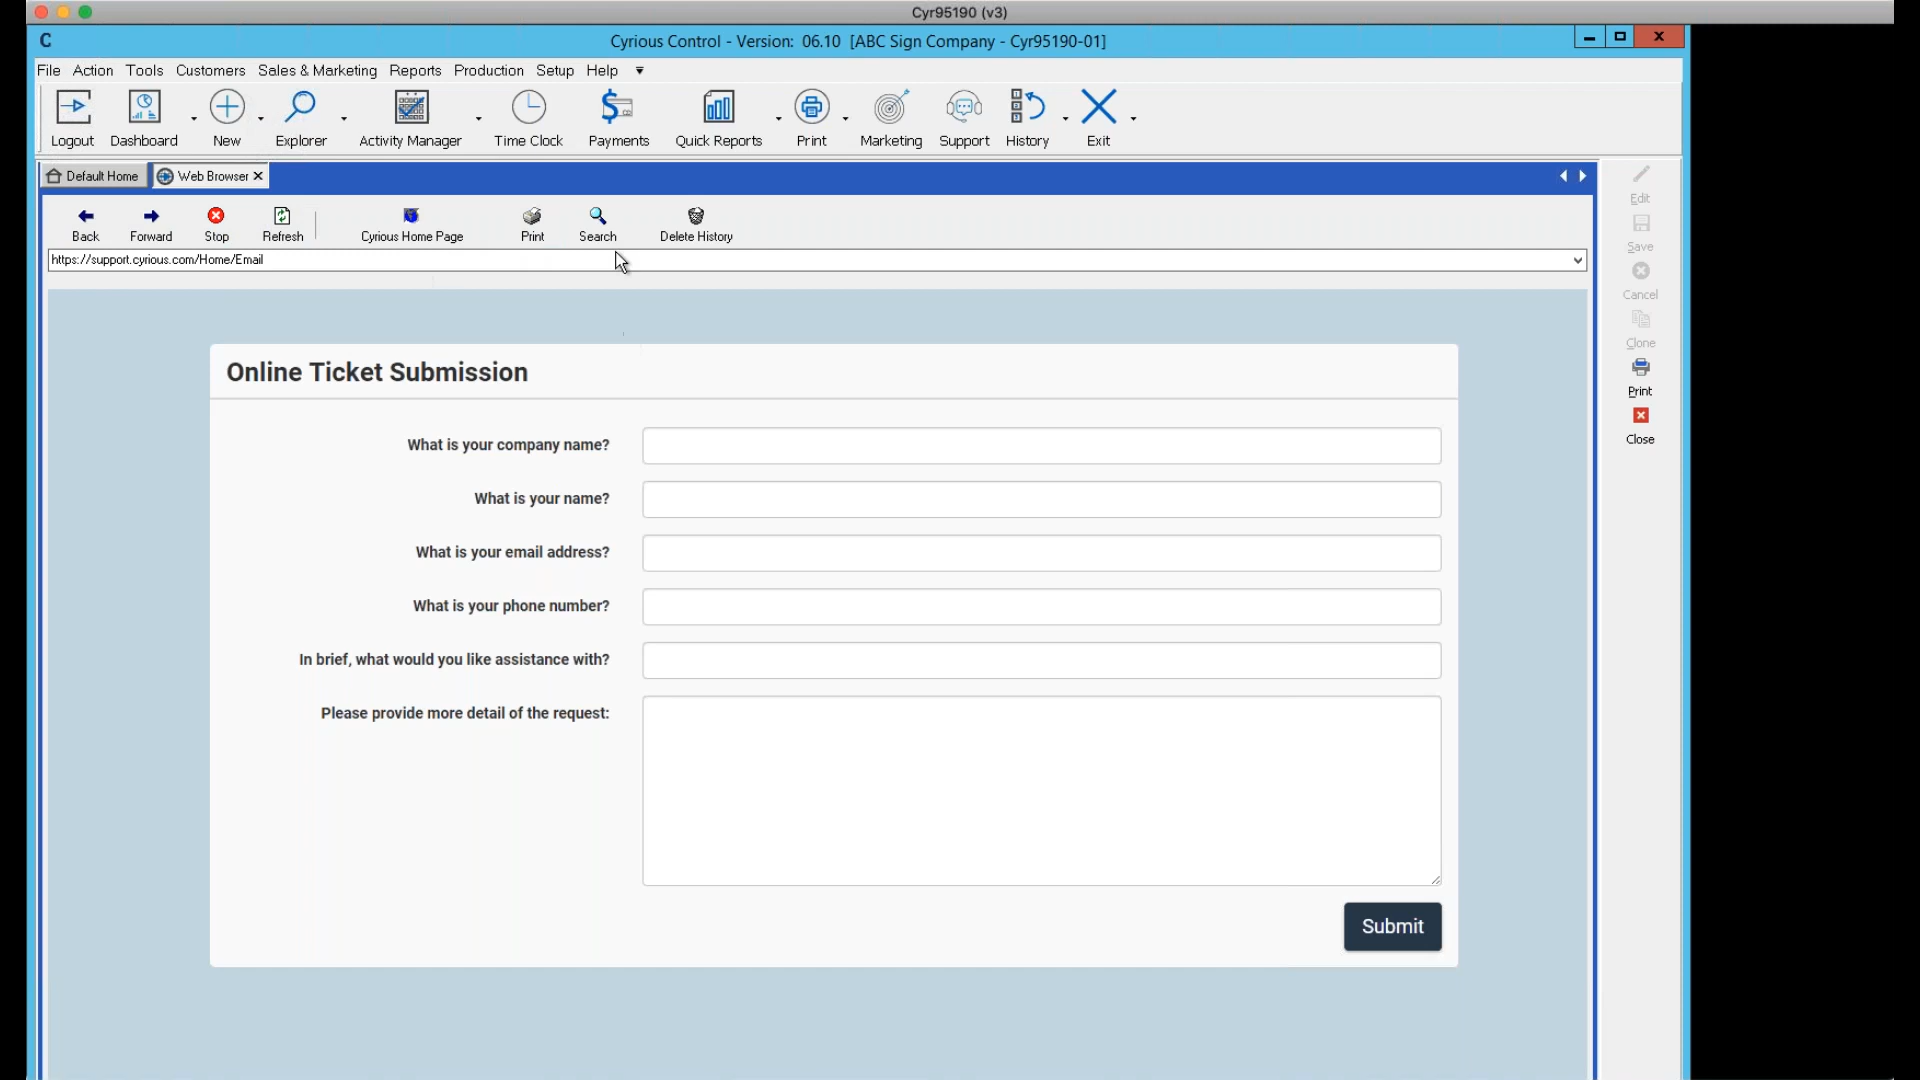 Cyr95190 (v3)
C
Cyrious Control - Version: 06.10 [ABC Sign Company - Cyr95190-01]
File Action Tools Customers Sales & Marketing Reports Production Setup Help
Logout Dashboard New Explorer Activity Manager Time Clock Payments Quick Reports Print Marketing Support History Exit
Default Home Web Browser
Back Forward Stop Refresh Cyrious Home Page Print Search Delete History
https://support.cyrious.com/Home/Email
Edit
Save
Cancel
Clone
Print
Close
Online Ticket Submission
What is your company name?
What is your name?
What is your email address?
What is your phone number?
In brief, what would you like assistance with?
Please provide more detail of the request:
Submit